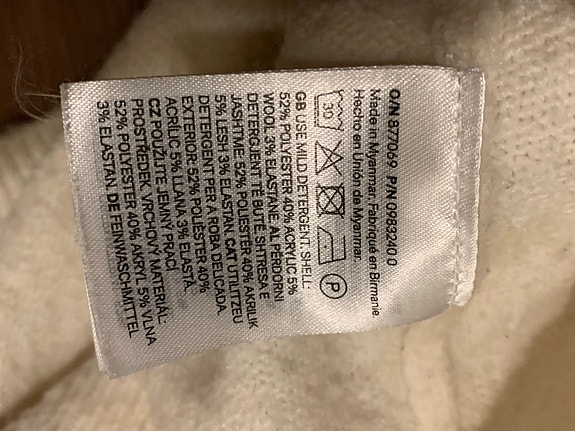 O/N 877069 P/N 0983240 0
Made in Myanmar. Fabriqué en Birmanie.
Hecho en Unión de Myanmar.
30 P
GB USE MILD DETERGENT. SHELL:
52% POLYESTER 40% ACRYLIC 5%
WOOL 3% ELASTANE. AL PËRDORNI
DETERGJENT TË BUTË. SHTRESA E
JASHTME: 52% POLIESTER 40% AKRILIK
5% LESH 3% ELASTAN. CAT UTILITZEU
DETERGENT PER A ROBA DELICADA.
EXTERIOR: 52% POLIÈSTER 40%
ACRÍLIC 5% LLANA 3% ELASTÀ.
CZ POUŽIJTE JEMNÝ PRACÍ
PROSTŘEDEK. VRCHOVÝ MATERIÁL:
52% POLYESTER 40% AKRYL 5% VLNA
3% ELASTAN. DE FEINWASCHMITTEL